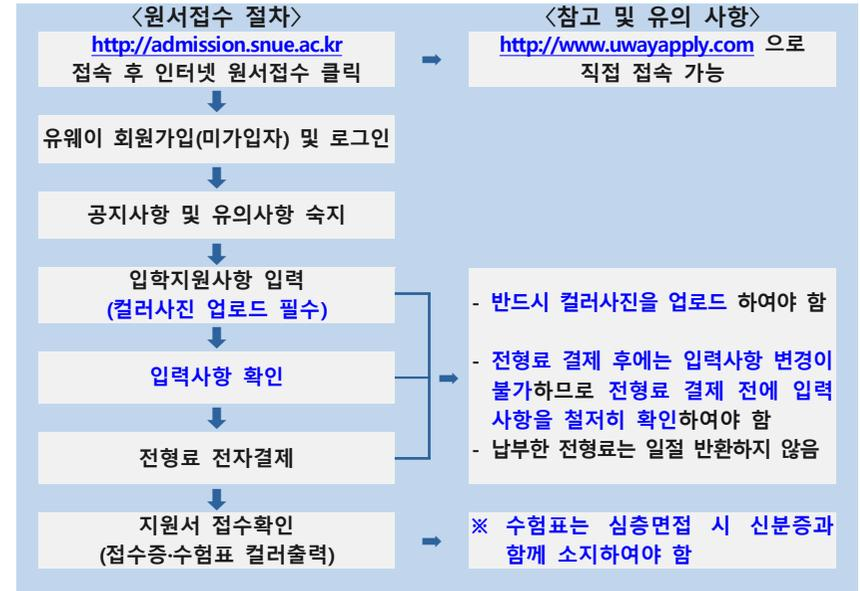 〈원서접수 절차〉
http://admission.snue.ac.kr
접속 후 인터넷 원서접수 클릭
유웨이 회원가입(미가입자) 및 로그인
공지사항 및 유의사항 숙지
입학지원사항 입력
(컬러사진 업로드 필수)
입력사항 확인
전형료 전자결제
지원서 접수확인
(접수증·수험표 컬러출력)
〈참고 및 유의 사항〉
http://www.uwayapply.com 으로
직접 접속 가능
- 반드시 컬러사진을 업로드 하여야 함
- 전형료 결제 후에는 입력사항 변경이
불가하므로 전형료 결제 전에 입력
사항을 철저히 확인하여야 함
- 납부한 전형료는 일절 반환하지 않음
※ 수험표는 심층면접 시 신분증과
함께 소지하여야 함